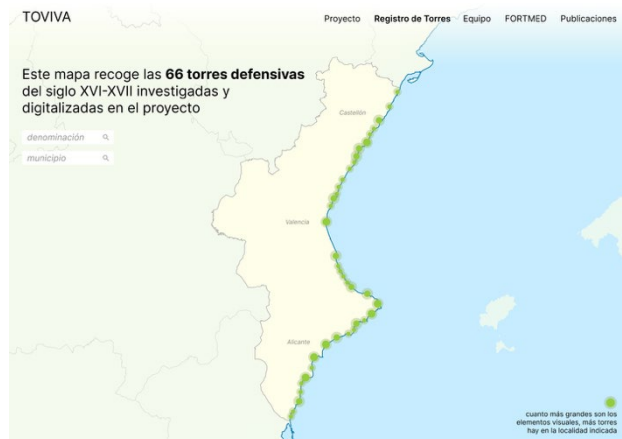 TOVIVA
Proyecto Registro de Torres Equipo FORTMED Publicaciones
Este mapa recoge las 66 torres defensivas
del siglo XVI-XVII investigadas y
digitalizadas en el proyecto
denominación
municipio
Castellón
Valencia
Alicante
cuanto más grandes son los
elementos visuales, más torres
hay en la localidad indicada